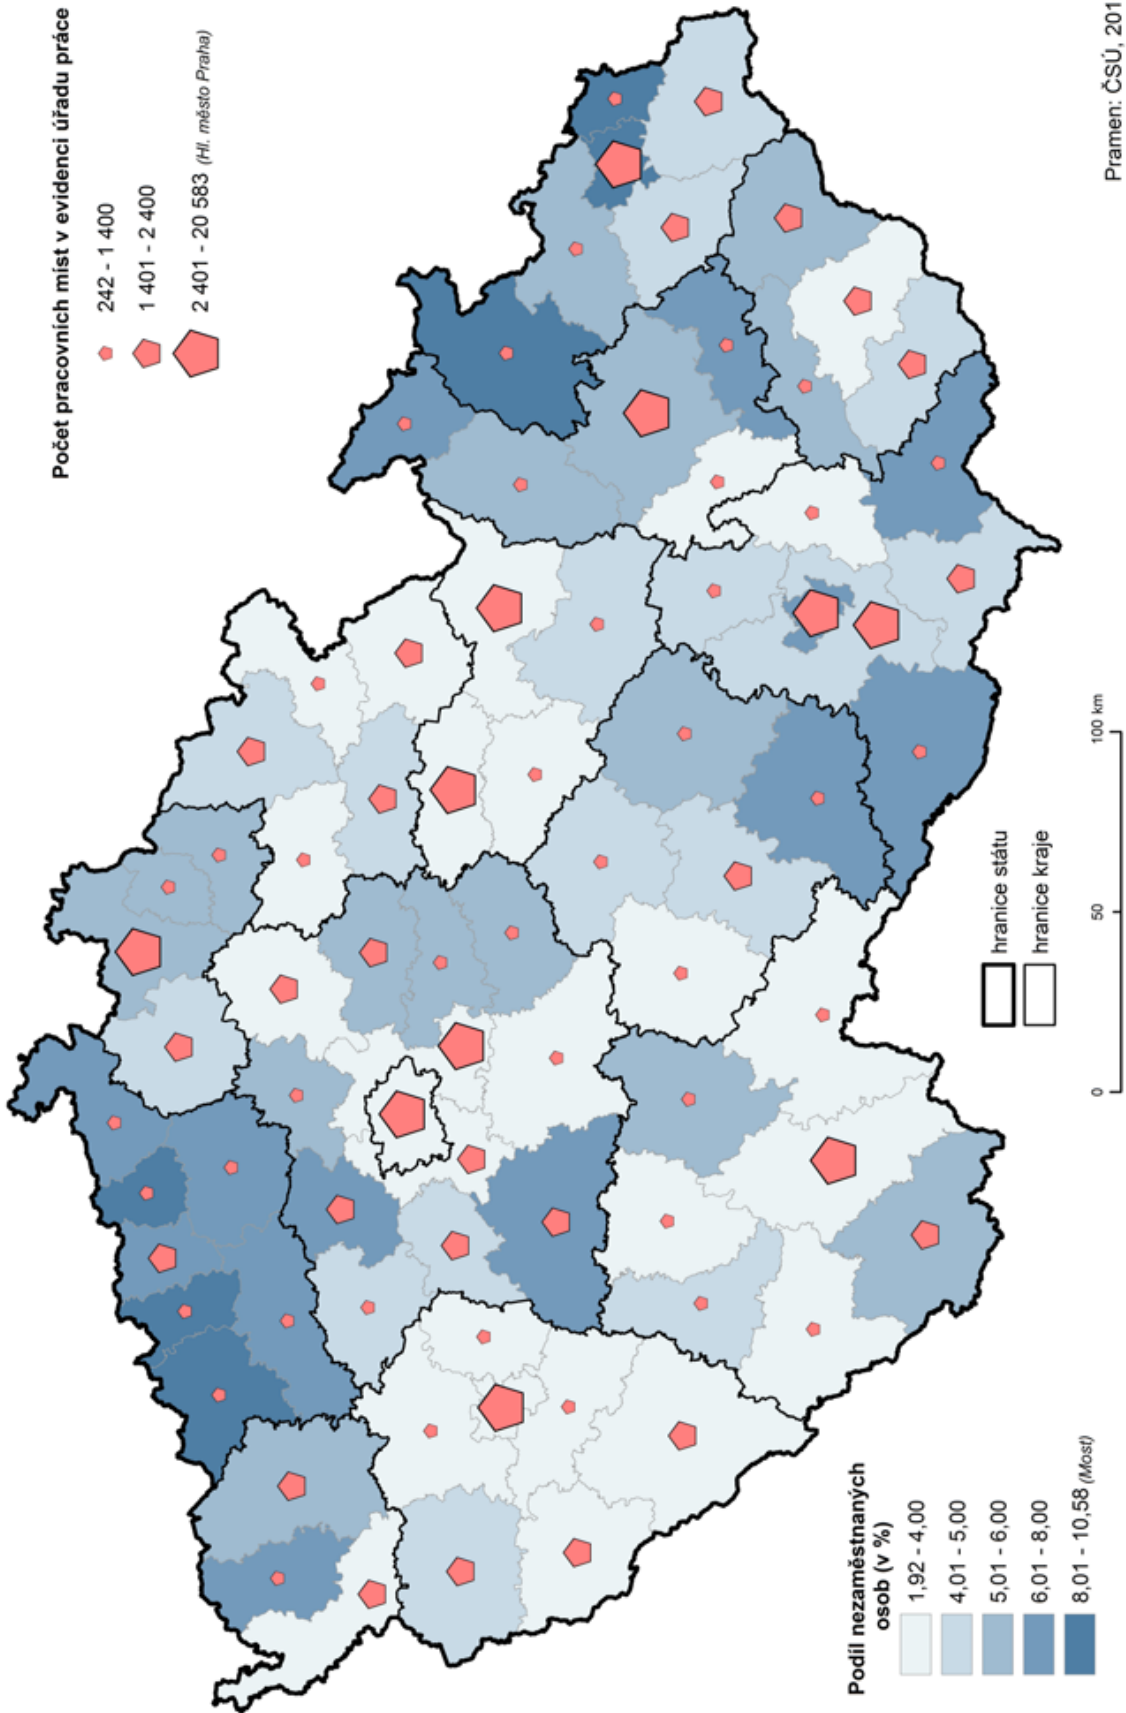 Počet pracovních míst v evidenci úřadu práce
242 - 1 400
1 401 - 2 400
2 401 - 20 583 (Hl. město Praha)
Podíl nezaměstnaných
osob (v %)
1,92 - 4,00
4,01 - 5,00
5,01 - 6,00
6,01 - 8,00
8,01 - 10,58 (Most)
hranice státu
hranice kraje
0 50 100 km
Pramen: ČSÚ, 201